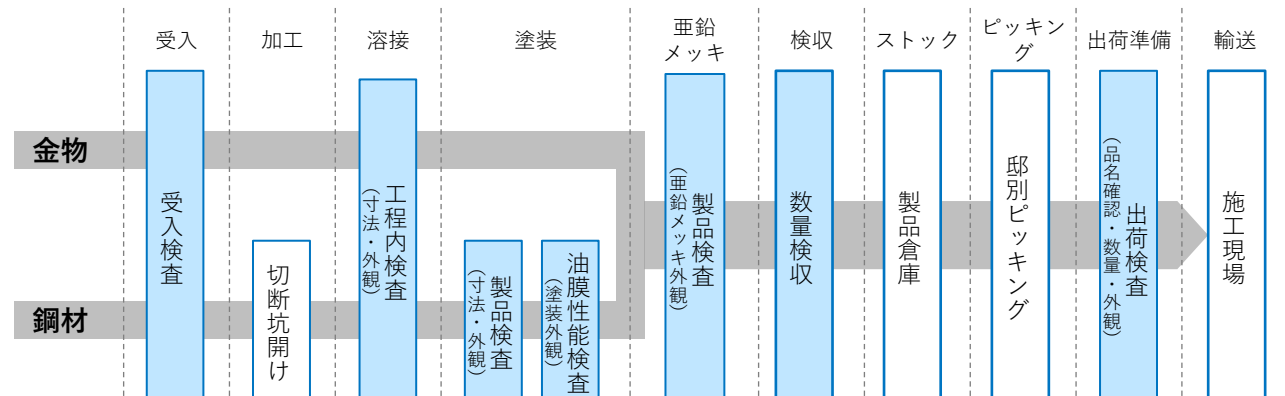 受入
加工
溶接
塗装
亜鉛
メッキ
検収
ストック
ピッキン
グ
出荷準備
輸送
金物
鋼材
受入検査
切断坑開け
工程内検査
(寸法・外観)
製品検査
(寸法・外観)
油膜性能検査
(塗装外観)
製品検査
(亜鉛メッキ外観)
数量検収
製品倉庫
邸別ピッキング
出荷検査
(品名確認・数量・外観)
施工現場